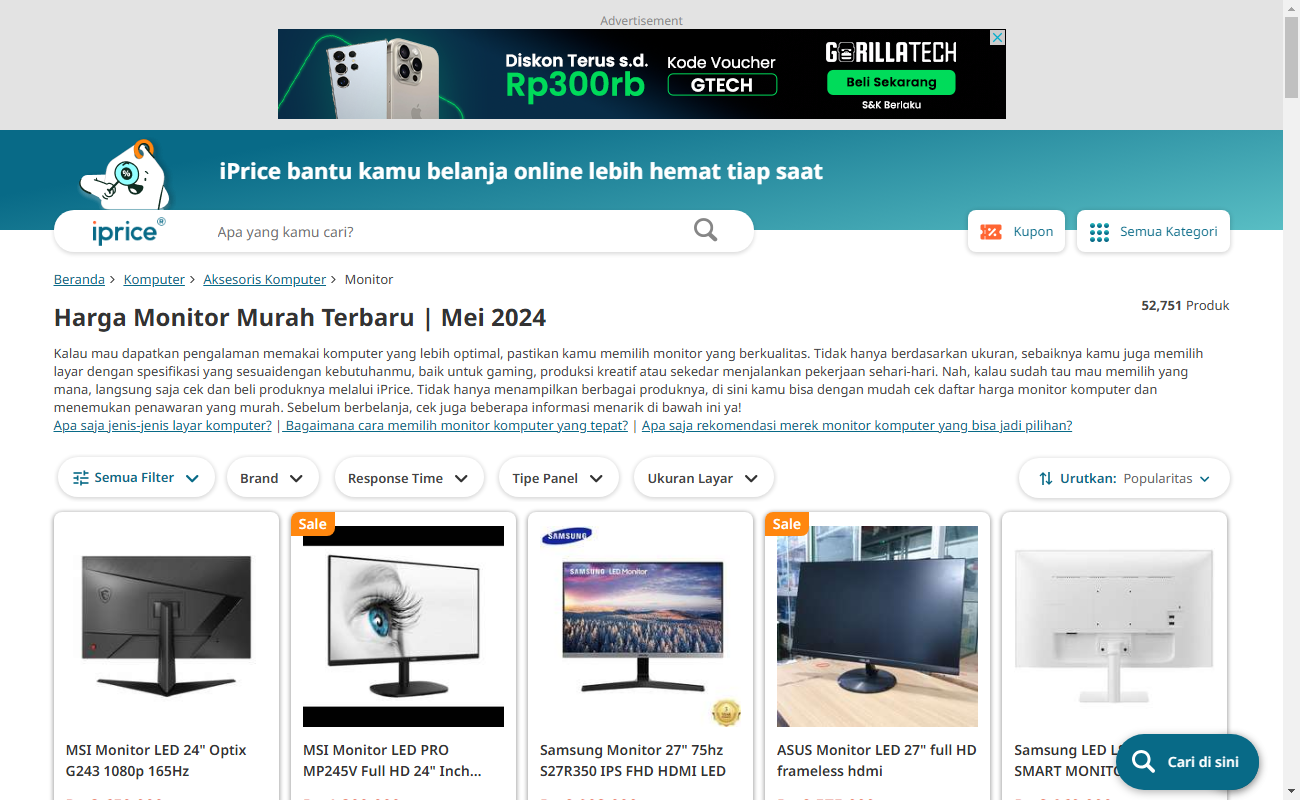 Advertisement
Diskon Terus s.d.
Rp300rb
Kode Voucher
GTECH
GORILLATECH
Beli Sekarang
S&K Berlaku
iPrice bantu kamu belanja online lebih hemat tiap saat
iprice®
Apa yang kamu cari?
Kupon
Semua Kategori
Beranda > Komputer > Aksesoris Komputer > Monitor
52,751 Produk
Harga Monitor Murah Terbaru | Mei 2024
Kalau mau dapatkan pengalaman memakai komputer yang lebih optimal, pastikan kamu memilih monitor yang berkualitas. Tidak hanya berdasarkan ukuran, sebaiknya kamu juga memilih
layar dengan spesifikasi yang sesuaidengan kebutuhanmu, baik untuk gaming, produksi kreatif atau sekedar menjalankan pekerjaan sehari-hari. Nah, kalau sudah tau mau memilih yang
mana, langsung saja cek dan beli produknya melalui iPrice. Tidak hanya menampilkan berbagai produknya, di sini kamu bisa dengan mudah cek daftar harga monitor komputer dan
menemukan penawaran yang murah. Sebelum berbelanja, cek juga beberapa informasi menarik di bawah ini ya!
Apa saja jenis-jenis layar komputer? | Bagaimana cara memilih monitor komputer yang tepat? | Apa saja rekomendasi merek monitor komputer yang bisa jadi pilihan?
Semua Filter
Brand
Response Time
Tipe Panel
Ukuran Layar
Urutkan: Popularitas
Sale
SAMSUNG
SAMSUNG LED Monitor
Sale
MSI Monitor LED 24" Optix
G243 1080p 165Hz
MSI Monitor LED PRO
MP245V Full HD 24" Inch...
Samsung Monitor 27" 75hz
S27R350 IPS FHD HDMI LED
ASUS Monitor LED 27" full HD
frameless hdmi
Samsung LED
SMART
Cari di sini